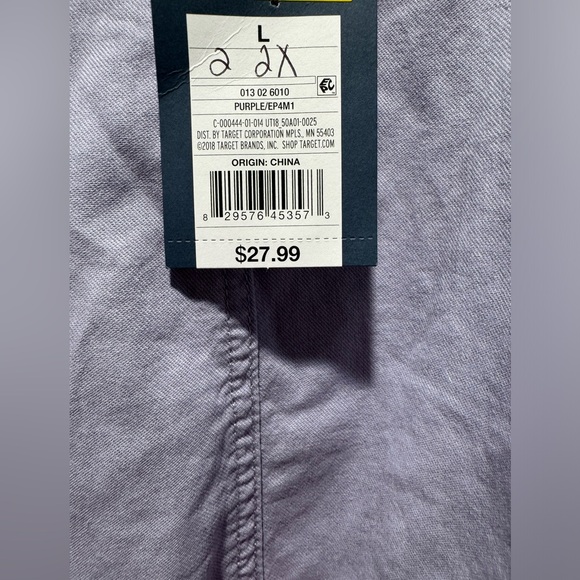 L
2 2X
013 02 6010
PURPLE/EP4M1
C-000444-01-014 UT18_50A01-0025
DIST. BY TARGET CORPORATION MPLS., MN 55403
©2018 TARGET BRANDS, INC. SHOP TARGET.COM
ORIGIN: CHINA
8 29576 45357 3
$27.99